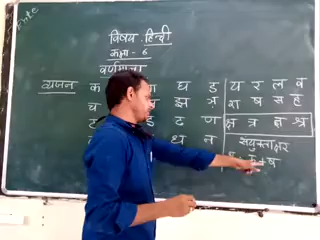 विषय हिन्दी
कक्षा - 6
वर्णमाला
व्यंजन क घ ङ य र ल व
च झ ञ श ष स ह
ढ ण क्ष त्र ज्ञ श्र
ध न संयुक्ताक्षर
+ष